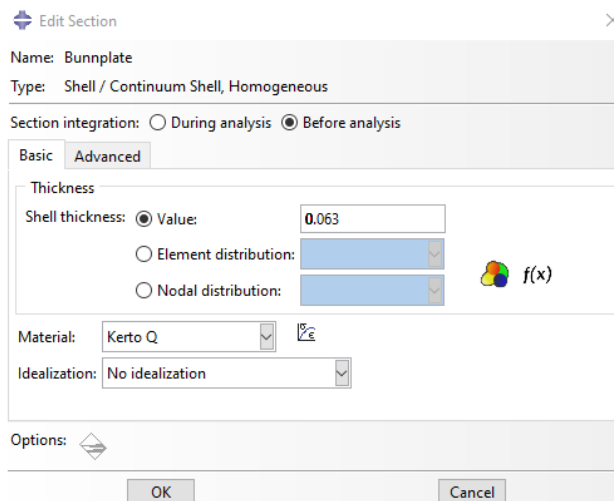 Edit Section
Name: Bunnplate
Type: Shell / Continuum Shell, Homogeneous
Section integration: During analysis Before analysis
Basic Advanced
Thickness
Shell thickness: Value: 0.063
Element distribution:
f(x)
Nodal distribution:
Material: Kerto Q σ ε
Idealization: No idealization
Options:
OK Cancel